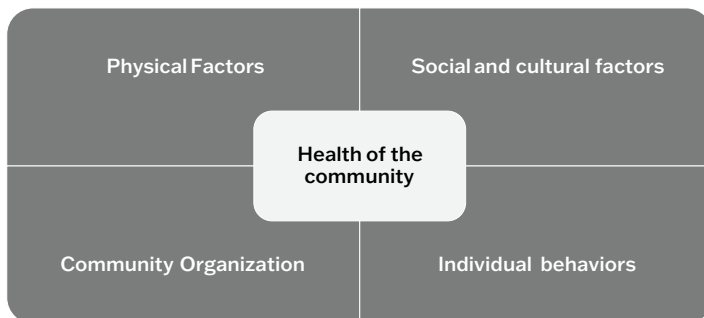 Physical Factors
Social and cultural factors
Health of the
community
Community Organization
Individual behaviors